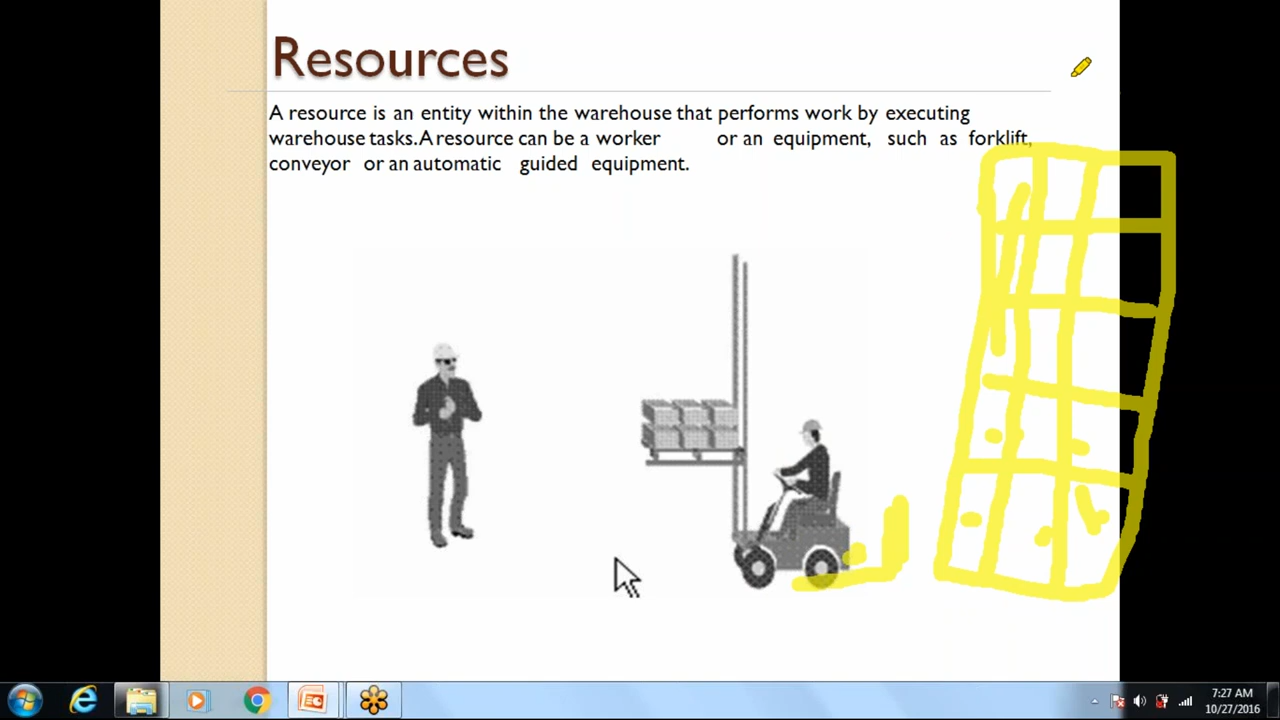 Resources
A resource is an entity within the warehouse that performs work by executing
warehouse tasks.A resource can be a worker or an equipment, such as forklift,
conveyor or an automatic guided equipment.
7:27 AM
10/27/2016